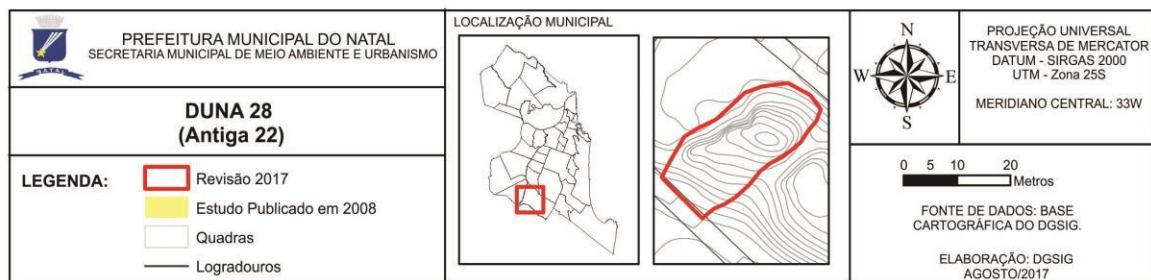 NATAL
PREFEITURA MUNICIPAL DO NATAL
SECRETARIA MUNICIPAL DE MEIO AMBIENTE E URBANISMO
DUNA 28
(Antiga 22)
LEGENDA:
Revisão 2017
Estudo Publicado em 2008
Quadras
Logradouros
LOCALIZAÇÃO MUNICIPAL
N
W E
S
PROJEÇÃO UNIVERSAL
TRANSVERSA DE MERCATOR
DATUM - SIRGAS 2000
UTM - Zona 25S
MERIDIANO CENTRAL: 33W
0 5 10 20
Metros
FONTE DE DADOS: BASE
CARTOGRÁFICA DO DGSIG.
ELABORAÇÃO: DGSIG
AGOSTO/2017